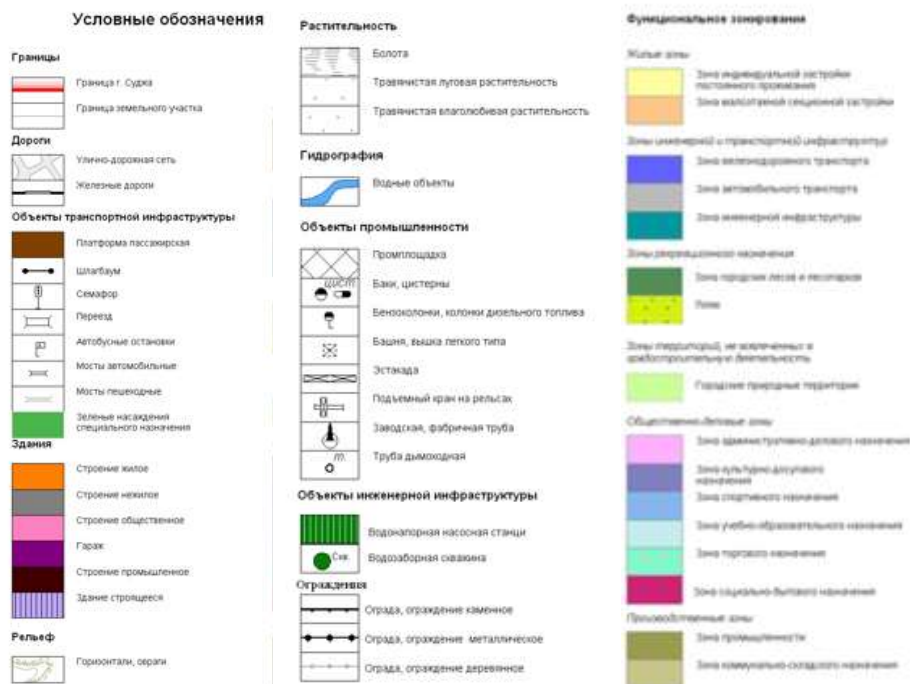 Условные обозначения
Границы
Граница г. Суджа
Граница земельного участка
Дороги
Улично-дорожная сеть
Железные дороги
Объекты транспортной инфраструктуры
Платформа пассажирская
Шлагбаум
Семафор
Переезд
Автобусные остановки
Мосты автомобильные
Мосты пешеходные
Зеленые насаждения
специального назначения
Здания
Строение жилое
Строение нежилое
Строение общественное
Гараж
Строение промышленное
Здание строящееся
Рельеф
Горизонтали, овраги
Растительность
Болота
Травянистая луговая растительность
Травянистая влаголюбивая растительность
Гидрография
Водные объекты
Объекты промышленности
Промплощадка
цист.
Баки, цистерны
Бензоколонки, колонки дизельного топлива
Башня, вышка легкого типа
Эстакада
Подъемный кран на рельсах
Заводская, фабричная труба
т.
Труба дымоходная
Объекты инженерной инфраструктуры
Водонапорная насосная станци
Скв.
Водозаборная скважина
Ограждения
Ограда, ограждение каменное
Ограда, ограждение металлическое
Ограда, ограждение деревянное
Функциональное зонирование
Жилые зоны
Зона индивидуальной застройки
постоянного проживания
Зона малоэтажной секционной застройки
Зоны инженерной и транспортной инфраструктур
Зона железнодорожного транспорта
Зона автомобильного транспорта
Зона инженерной инфраструктуры
Зоны рекреационного назначения
Зона городских лесов и лесопарков
Зоны территорий, не вовлеченных в
градостроительную деятельность
Городские природные территории
Общественно-деловые зоны
Зона административно-делового назначения
Зона культурно-досугового
назначения
Зона спортивного назначения
Зона учебно-образовательного назначения
Зона торгового назначения
Зона социально-бытового назначения
Производственные зоны
Зона промышленности
Зона коммунально-складского назначения